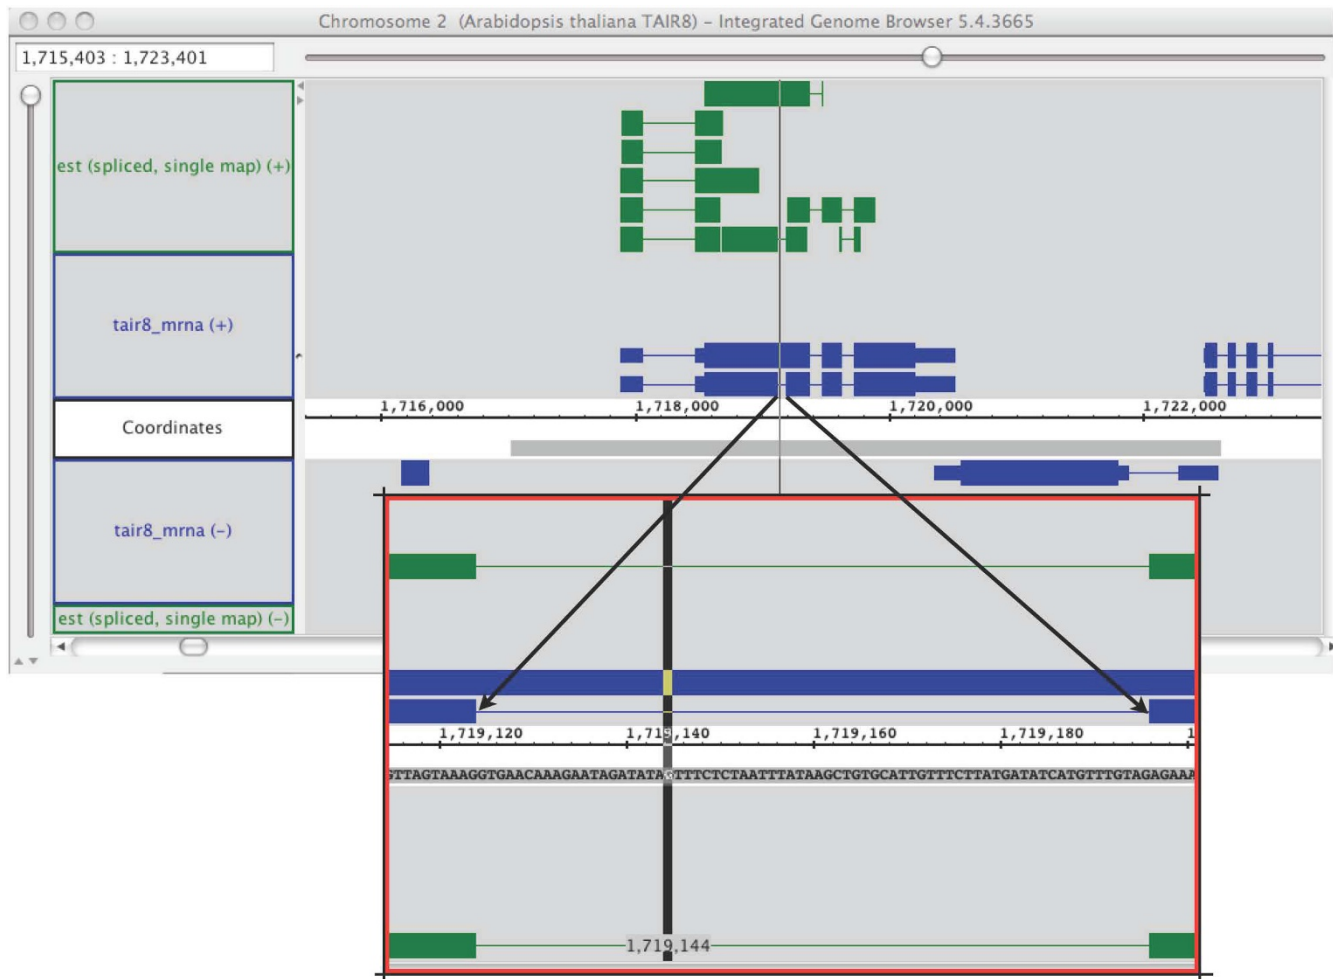 Chromosome 2 (Arabidopsis thaliana TAIR8) – Integrated Genome Browser 5.4.3665
1,715,403 : 1,723,401
est (spliced, single map) (+)
tair8_mrna (+)
1,716,000 1,718,000 1,720,000 1,722,000
Coordinates
tair8_mrna (–)
est (spliced, single map) (–)
1,719,120 1,719,140 1,719,160 1,719,180 1
GTTAGTAAAGGTGAACAAAGAATAGATATAGTTTCTCTAATTTATAAGCTGTGCATTGTTTCTTATGATATCATGTTTGTAGAGAAA
1,719,144